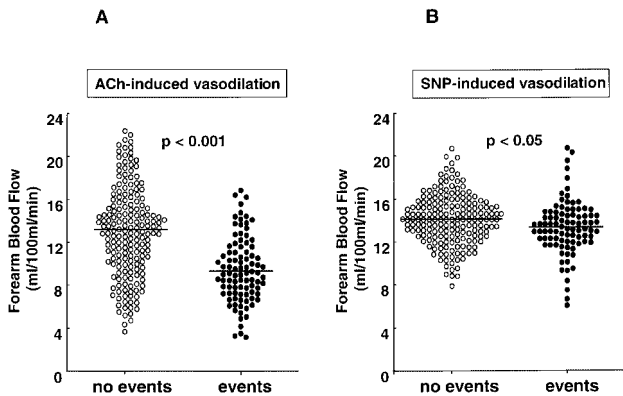 A
ACh-induced vasodilation
p < 0.001
Forearm Blood Flow
(ml/100ml/min)
24
20
16
12
8
4
0
no events
events
B
SNP-induced vasodilation
p < 0.05
Forearm Blood Flow
(ml/100ml/min)
24
20
16
12
8
4
0
no events
events